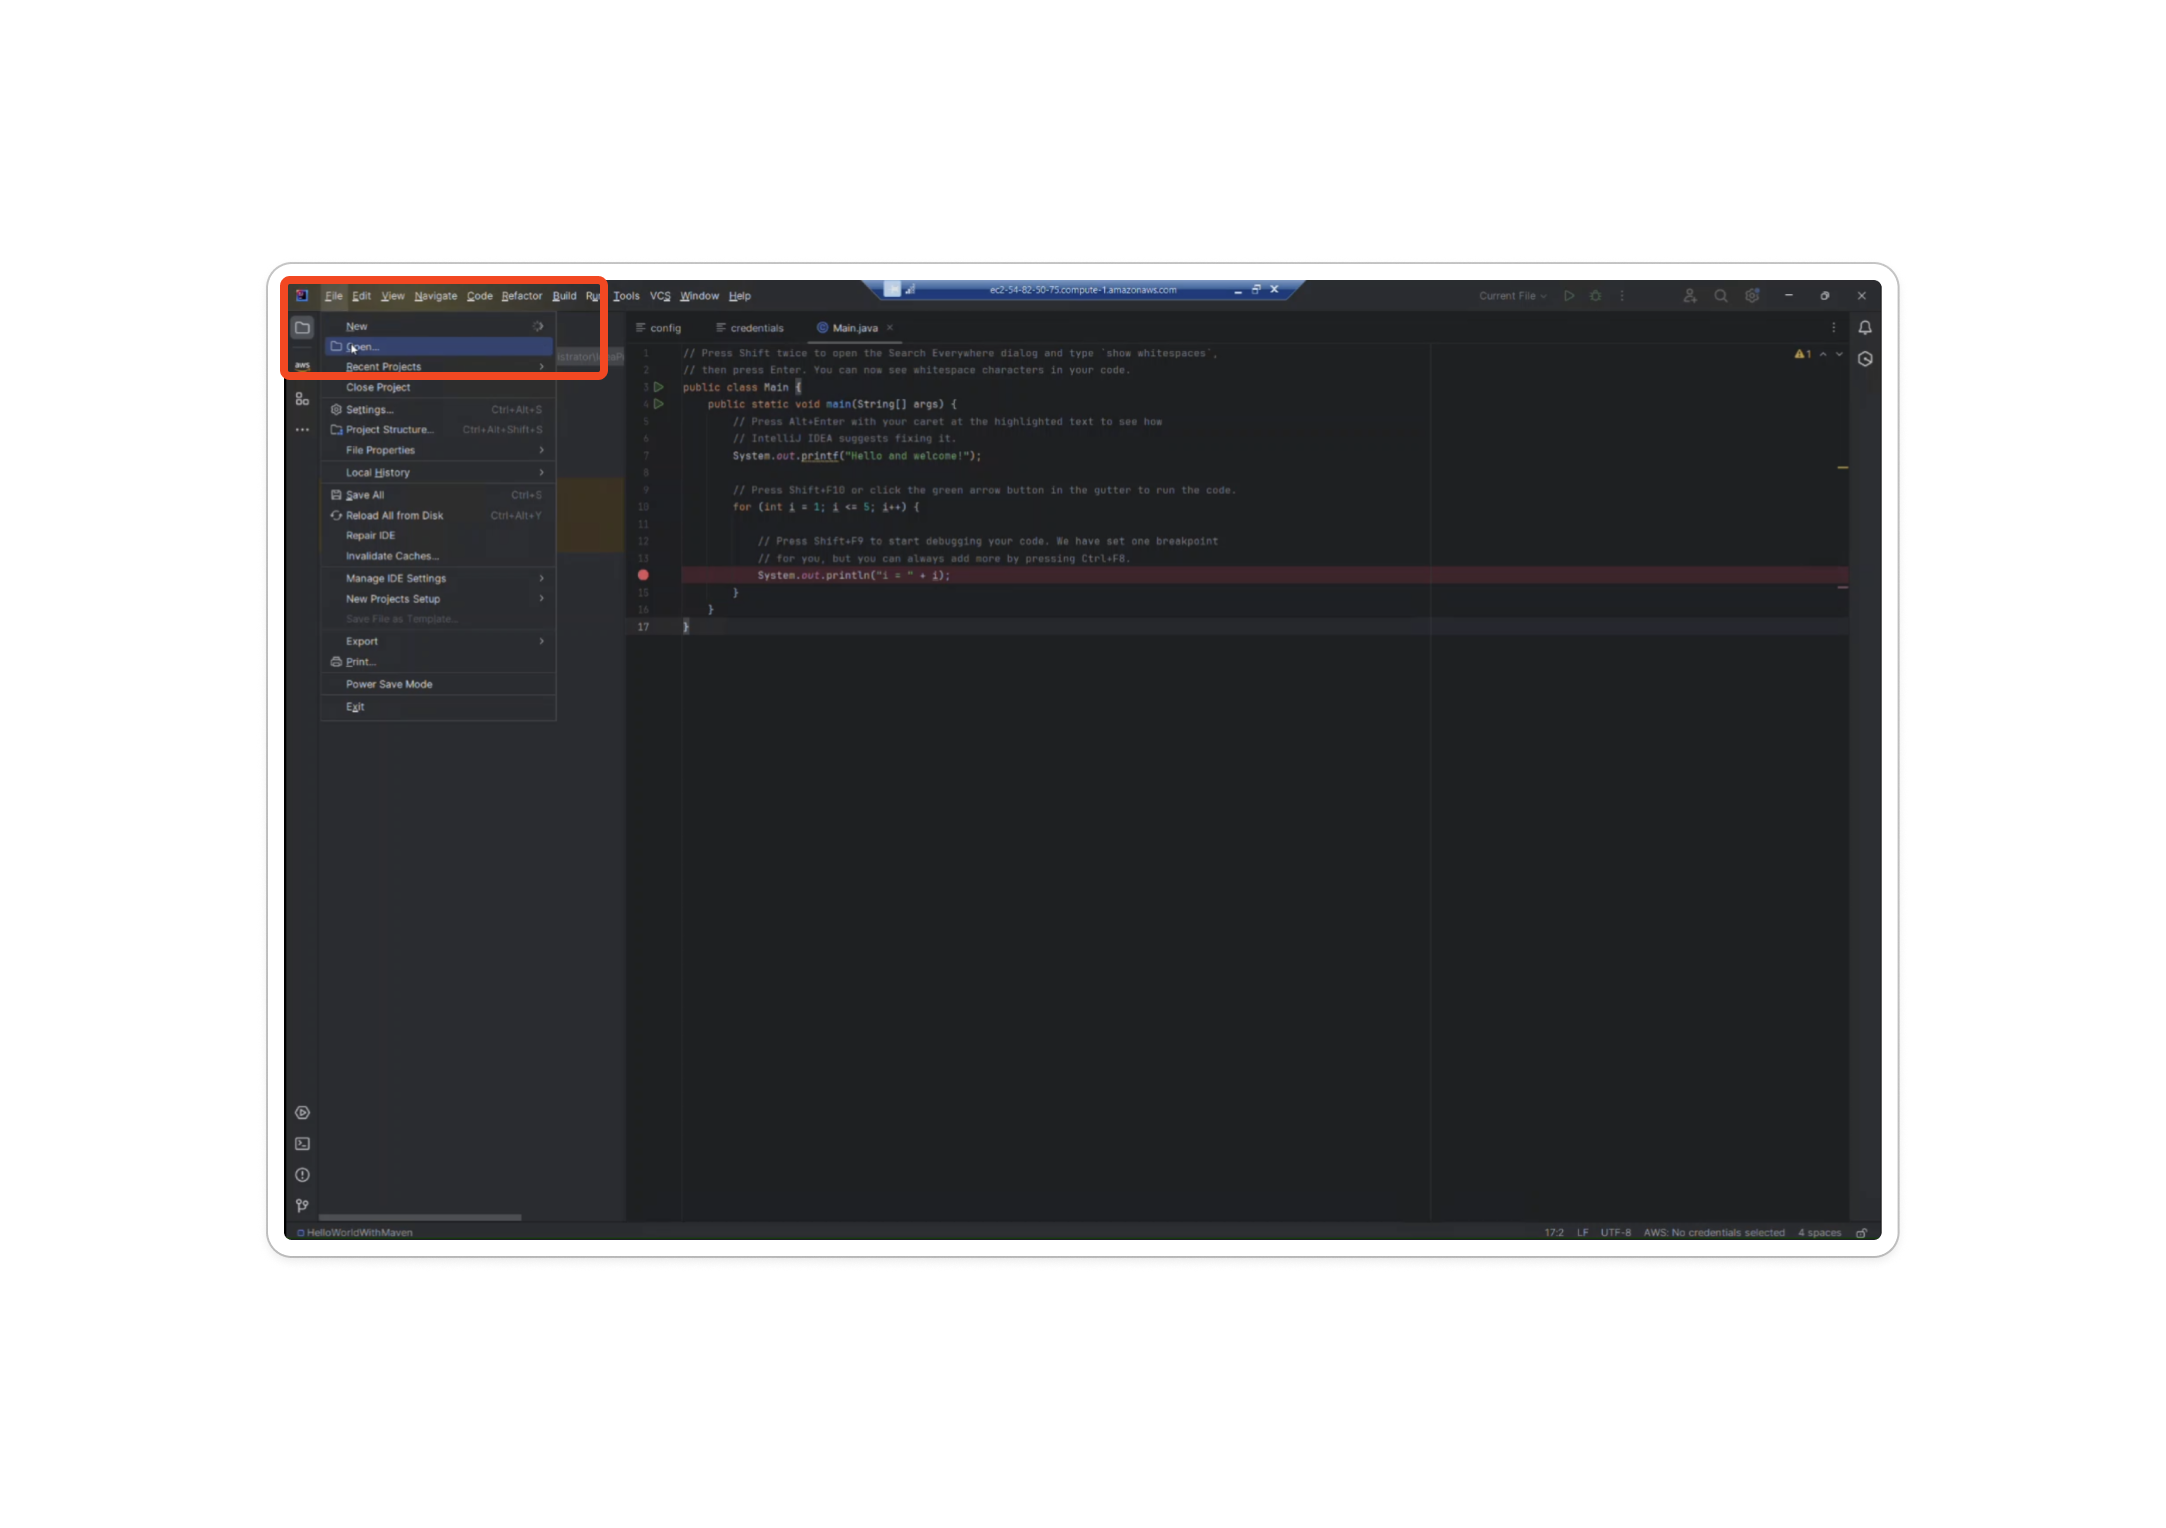 File Edit View Navigate Code Refactor Build Tools VCS Window Help
ec2-54-82-50-75.compute-1.amazonaws.com
Current File
New
Open...
Recent Projects
Close Project
Settings... Ctrl+Alt+S
Project Structure... Ctrl+Alt+Shift+S
File Properties
Local History
Save All Ctrl+S
Reload All from Disk Ctrl+Alt+Y
Repair IDE
Invalidate Caches...
Manage IDE Settings
New Projects Setup
Save File as Template...
Export
Print...
Power Save Mode
Exit
aws
config credentials Main.java
1 // Press Shift twice to open the Search Everywhere dialog and type `show whitespaces`,
2 // then press Enter. You can now see whitespace characters in your code.
3 public class Main {
4 public static void main(String[] args) {
5 // Press Alt+Enter with your caret at the highlighted text to see how
6 // IntelliJ IDEA suggests fixing it.
7 System.out.printf("Hello and welcome!");
8
9 // Press Shift+F10 or click the green arrow button in the gutter to run the code.
10 for (int i = 1; i <= 5; i++) {
11
12 // Press Shift+F9 to start debugging your code. We have set one breakpoint
13 // for you, but you can always add more by pressing Ctrl+F8.
System.out.println("i = " + i);
15 }
16 }
17 }
1
HelloWorldWithMaven
17:2 LF UTF-8 AWS: No credentials selected 4 spaces